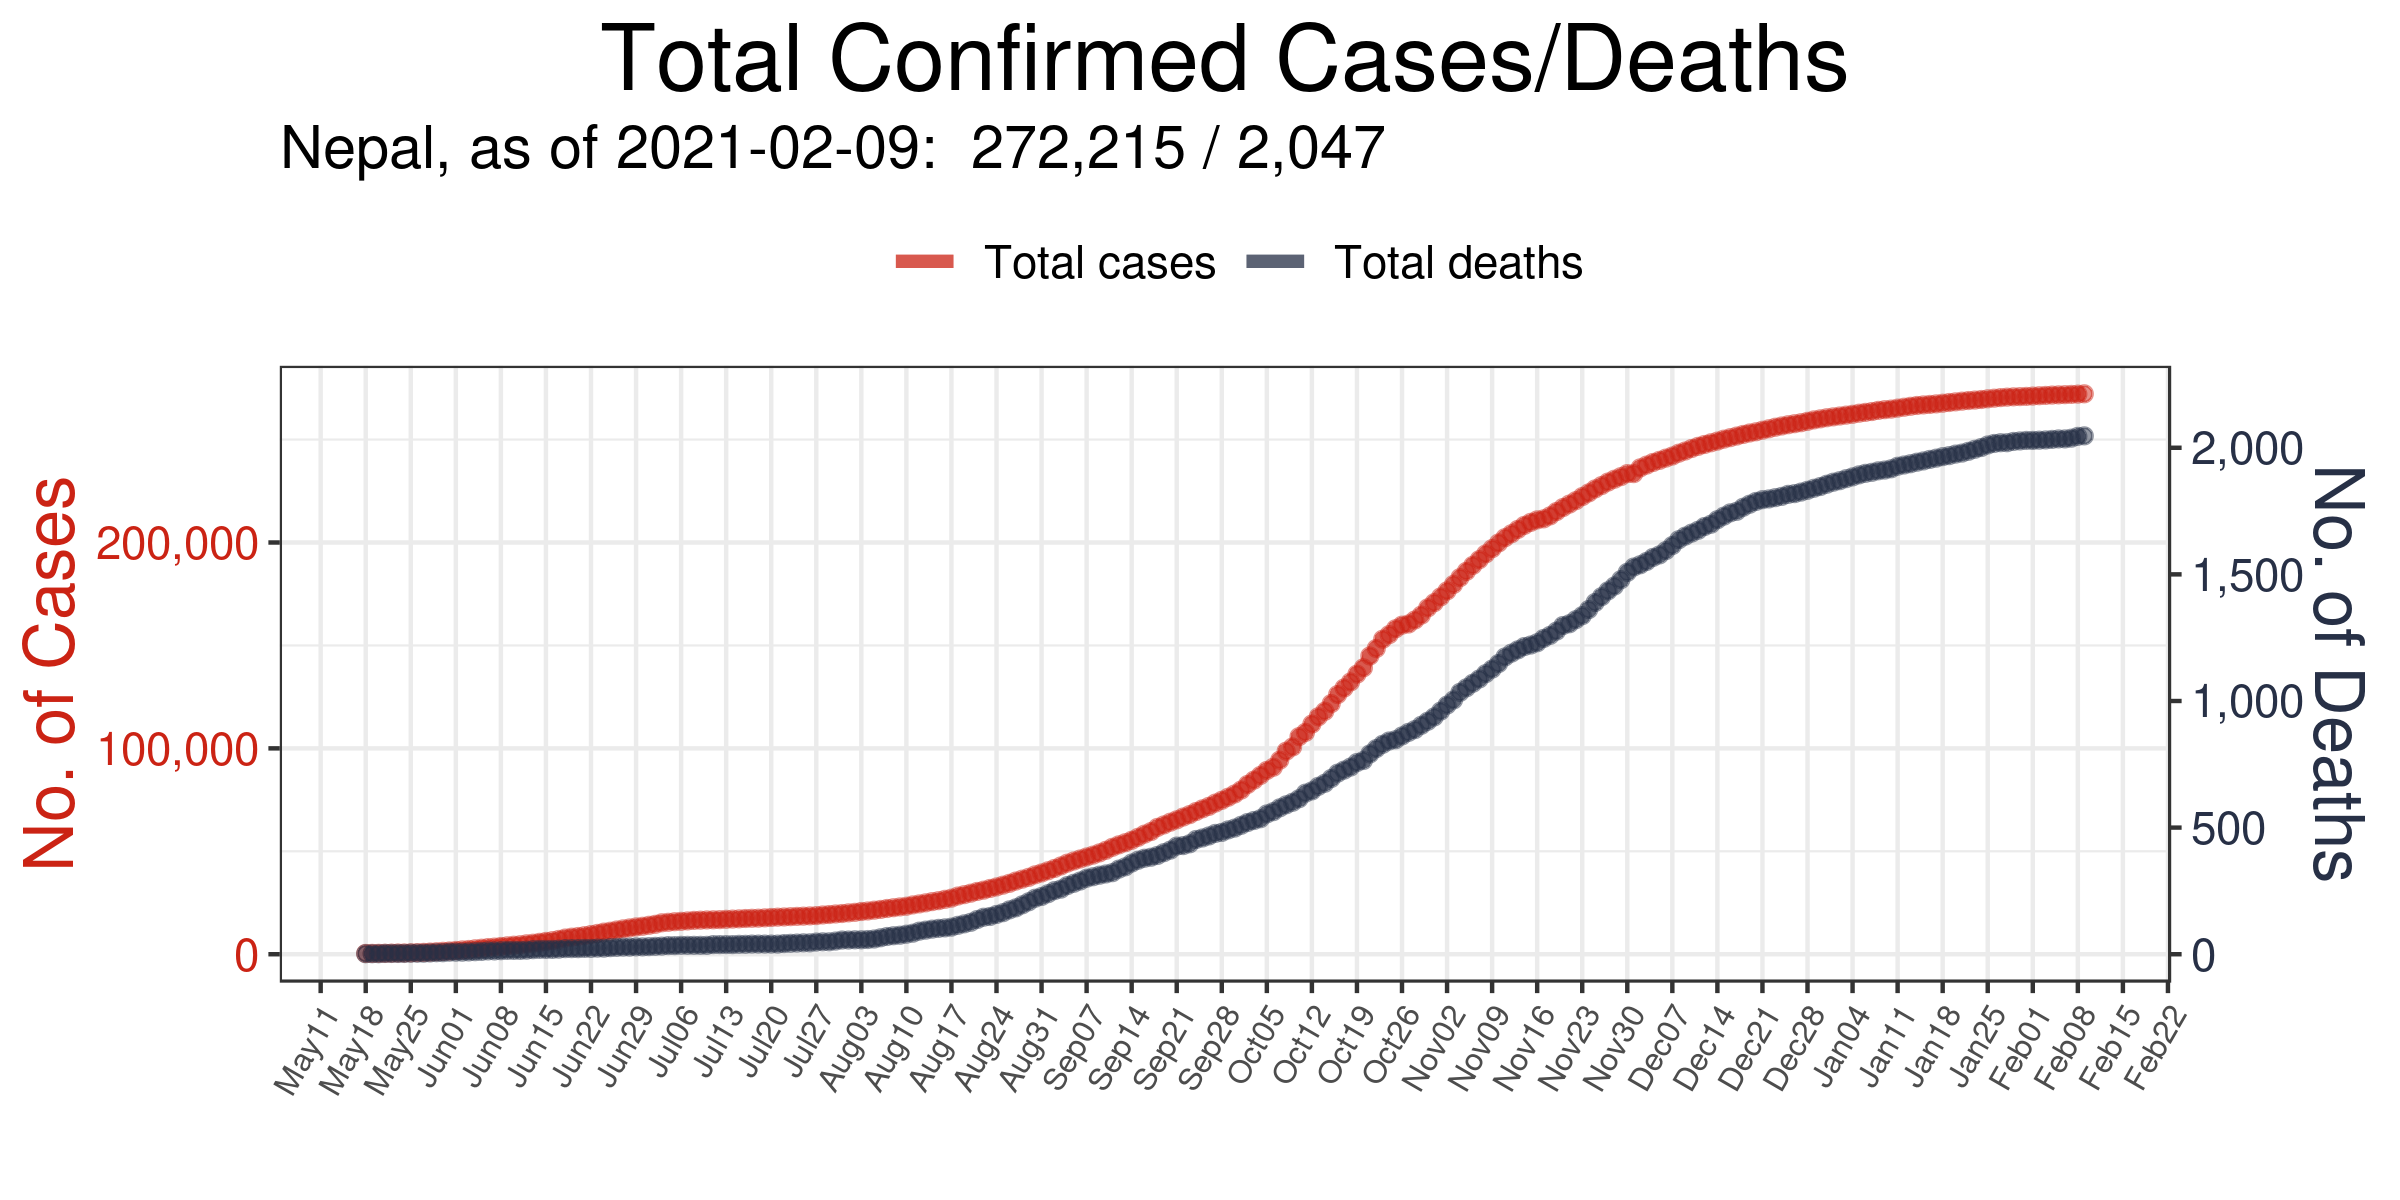 Total Confirmed Cases/Deaths
Nepal, as of 2021-02-09:  272,215 / 2,047
Total cases
Total deaths
No. of Cases
200,000
100,000
0
2,000
1,500
1,000
500
0
No. of Deaths
May11
May18
May25
Jun01
Jun08
Jun15
Jun22
Jun29
Jul06
Jul13
Jul20
Jul27
Aug03
Aug10
Aug17
Aug24
Aug31
Sep07
Sep14
Sep21
Sep28
Oct05
Oct12
Oct19
Oct26
Nov02
Nov09
Nov16
Nov23
Nov30
Dec07
Dec14
Dec21
Dec28
Jan04
Jan11
Jan18
Jan25
Feb01
Feb08
Feb15
Feb22